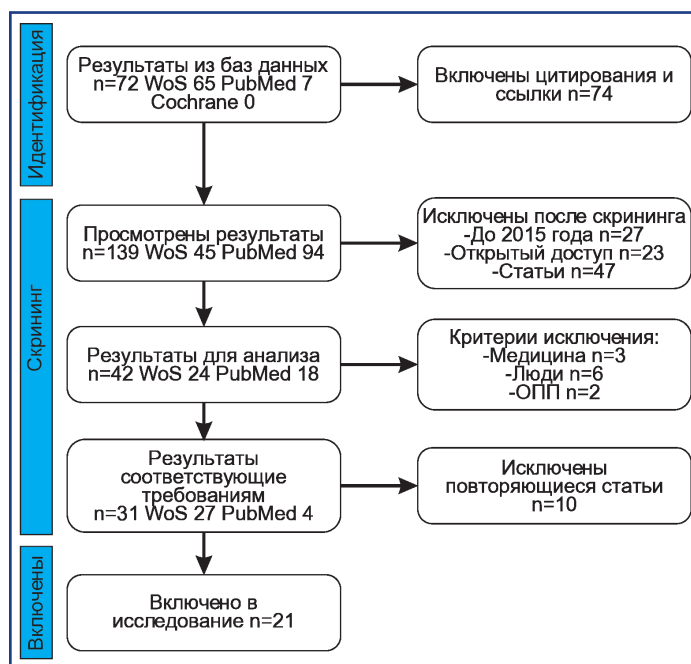 Идентификация
Результаты из баз данных
n=72 WoS 65 PubMed 7
Cochrane 0
Включены цитирования и
ссылки n=74
Скрининг
Просмотрены результаты
n=139 WoS 45 PubMed 94
Исключены после скрининга
-До 2015 года n=27
-Открытый доступ n=23
-Статьи n=47
Результаты для анализа
n=42 WoS 24 PubMed 18
Критерии исключения:
-Медицина n=3
-Люди n=6
-ОПП n=2
Результаты
соответствующие
требованиям
n=31 WoS 27 PubMed 4
Исключены
повторяющиеся статьи
n=10
Включены
Включено в
исследование n=21